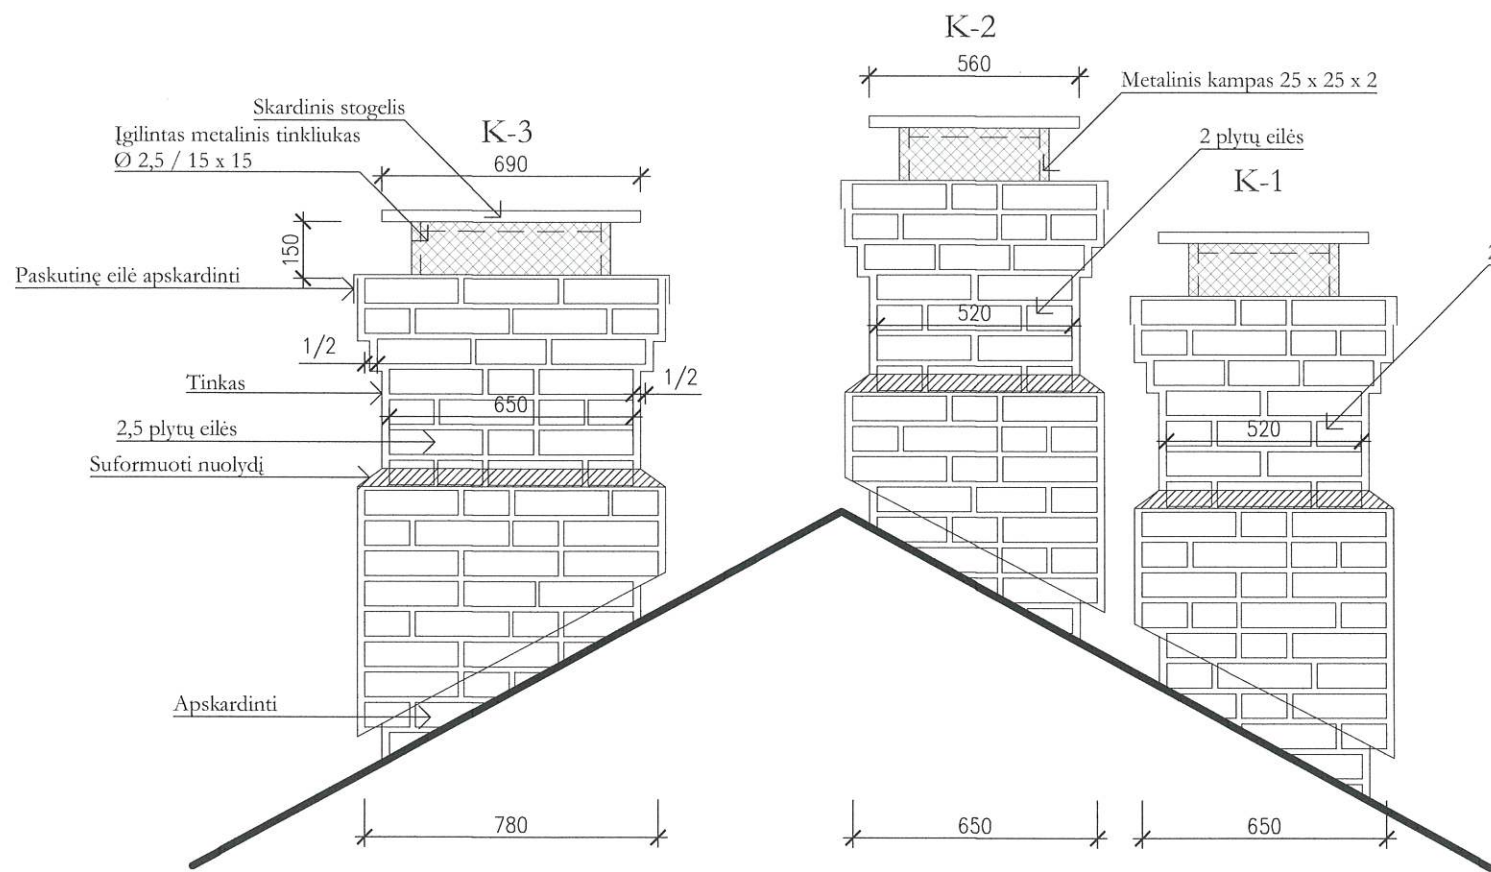 K-2
560
Metalinis kampas 25 x 25 x 2
Skardinis stogelis
Įgilintas metalinis tinkliukas
Ø 2,5 / 15 x 15
K-3
690
2 plytų eilės
K-1
150
Paskutinę eilė apskardinti
2
520
1/2
Tinkas
1/2
650
2,5 plytų eilės
520
Suformuoti nuolydį
Apskardinti
780
650
650